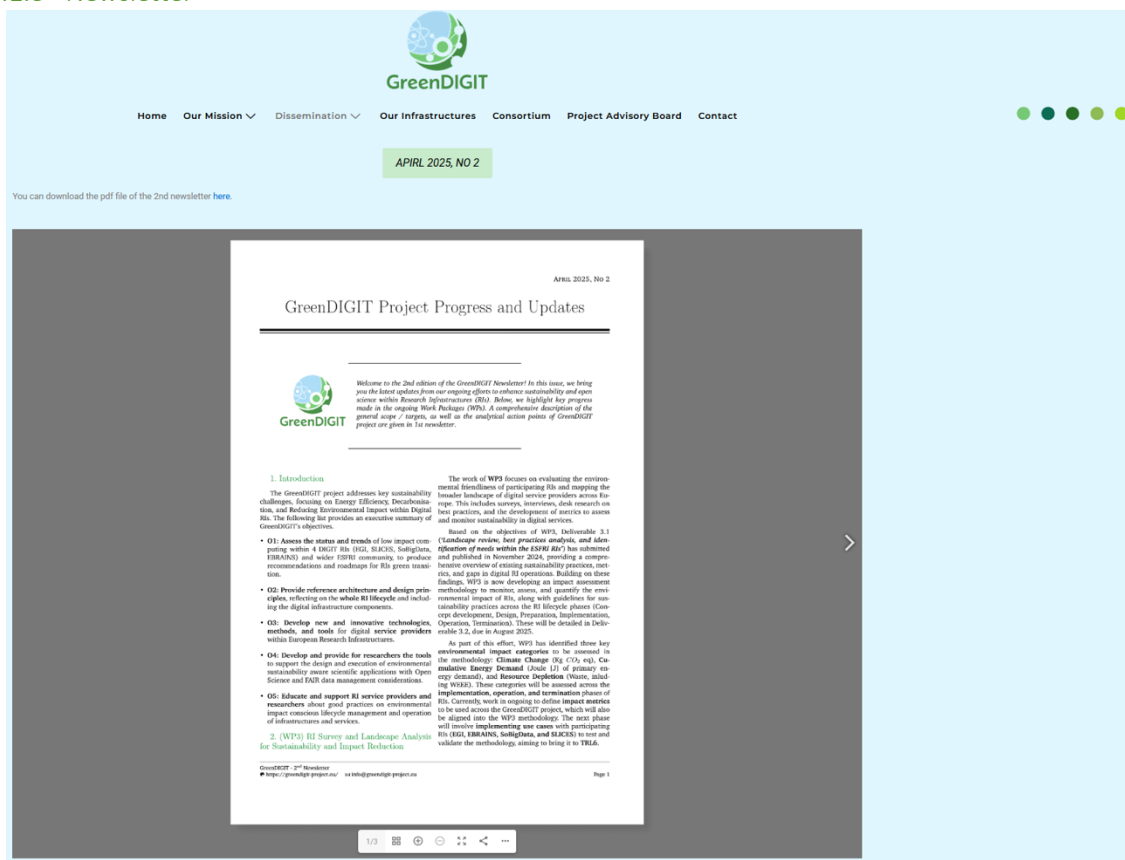 GreenDIGIT
Home Our Mission Dissemination Our Infrastructures Consortium Project Advisory Board Contact
APIRL 2025, NO 2
You can download the pdf file of the 2nd newsletter here.
APRIL 2025, No 2
GreenDIGIT Project Progress and Updates
GreenDIGIT
Welcome to the 2nd edition of the GreenDIGIT Newsletter! In this issue, we bring
you the latest updates from our ongoing efforts to enhance sustainability and open
science within Research Infrastructures (RIs). Below, we highlight key progress
made in the ongoing Work Packages (WPs). A comprehensive description of the
general scope / targets, as well as the analytical action points of GreenDIGIT
project are given in 1st newsletter.
1. Introduction
The GreenDIGIT project addresses key sustainability
challenges, focusing on Energy Efficiency, Decarbonisa-
tion, and Reducing Environmental Impact within Digital
RIs. The following list provides an executive summary of
GreenDIGIT's objectives.
• O1: Assess the status and trends of low impact com-
puting within 4 DIGIT RIs (EGI, SLICES, SoBigData,
EBRAINS) and wider ESFRI community, to produce
recommendations and roadmaps for RIs green transi-
tion.
• O2: Provide reference architecture and design prin-
ciples, reflecting on the whole RI lifecycle and includ-
ing the digital infrastructure components.
• O3: Develop new and innovative technologies,
methods, and tools for digital service providers
within European Research Infrastructures.
• O4: Develop and provide for researchers the tools
to support the design and execution of environmental
sustainability aware scientific applications with Open
Science and FAIR data management considerations.
• O5: Educate and support RI service providers and
researchers about good practices on environmental
impact conscious lifecycle management and operation
of infrastructures and services.
2. (WP3) RI Survey and Landscape Analysis
for Sustainability and Impact Reduction
The work of WP3 focuses on evaluating the environ-
mental friendliness of participating RIs and mapping the
broader landscape of digital service providers across Eu-
rope. This includes surveys, interviews, desk research on
best practices, and the development of metrics to assess
and monitor sustainability in digital services.
Based on the objectives of WP3, Deliverable 3.1
('Landscape review, best practices analysis, and iden-
tification of needs within the ESFRI RIs') has submitted
and published in November 2024, providing a compre-
hensive overview of existing sustainability practices, met-
rics, and gaps in digital RI operations. Building on these
findings, WP3 is now developing an impact assessment
methodology to monitor, assess, and quantify the envi-
ronmental impact of RIs, along with guidelines for sus-
tainability practices across the RI lifecycle phases (Con-
cept development, Design, Preparation, Implementation,
Operation, Termination). These will be detailed in Deliv-
erable 3.2, due in August 2025.
As part of this effort, WP3 has identified three key
environmental impact categories to be assessed in
the methodology: Climate Change (Kg CO₂ eq), Cu-
mulative Energy Demand (Joule [J) of primary en-
ergy demand), and Resource Depletion (Waste, inlud-
ing WEEE). These categories will be assessed across the
implementation, operation, and termination phases of
RIs. Currently, work in ongoing to define impact metrics
to be used across the GreenDIGIT project, which will also
be aligned into the WP3 methodology. The next phase
will involve implementing use cases with participating
RIs (EGI, EBRAINS, SoBigData, and SLICES) to test and
validate the methodology, aiming to bring it to TRL6.
GreenDIGIT - 2nd Newsletter
https://greendigit-project.eu/ info@greendigit-project.eu
Page 1
1/3